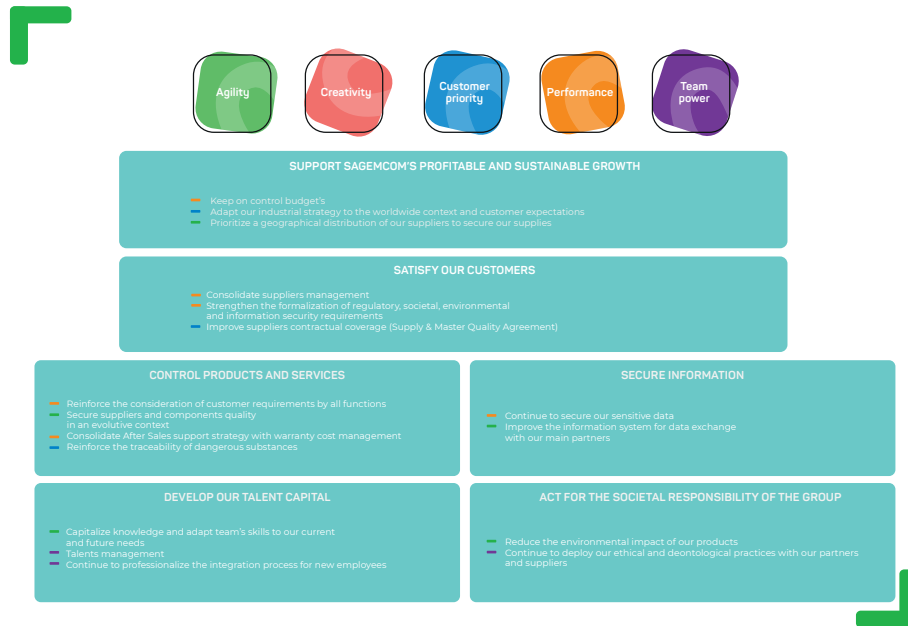 Agility
Creativity
Customer
priority
Performance
Team
power
SUPPORT SAGEMCOM'S PROFITABLE AND SUSTAINABLE GROWTH
Keep on control budget's
Adapt our industrial strategy to the worldwide context and customer expectations
Prioritize a geographical distribution of our suppliers to secure our supplies
SATISFY OUR CUSTOMERS
Consolidate suppliers management
Strengthen the formalization of regulatory, societal, environmental
and information security requirements
Improve suppliers contractual coverage (Supply & Master Quality Agreement)
CONTROL PRODUCTS AND SERVICES
Reinforce the consideration of customer requirements by all functions
Secure suppliers and components quality
in an evolutive context
Consolidate After Sales support strategy with warranty cost management
Reinforce the traceability of dangerous substances
SECURE INFORMATION
Continue to secure our sensitive data
Improve the information system for data exchange
with our main partners
DEVELOP OUR TALENT CAPITAL
Capitalize knowledge and adapt team's skills to our current
and future needs
Talents management
Continue to professionalize the integration process for new employees
ACT FOR THE SOCIETAL RESPONSIBILITY OF THE GROUP
Reduce the environmental impact of our products
Continue to deploy our ethical and deontological practices with our partners
and suppliers